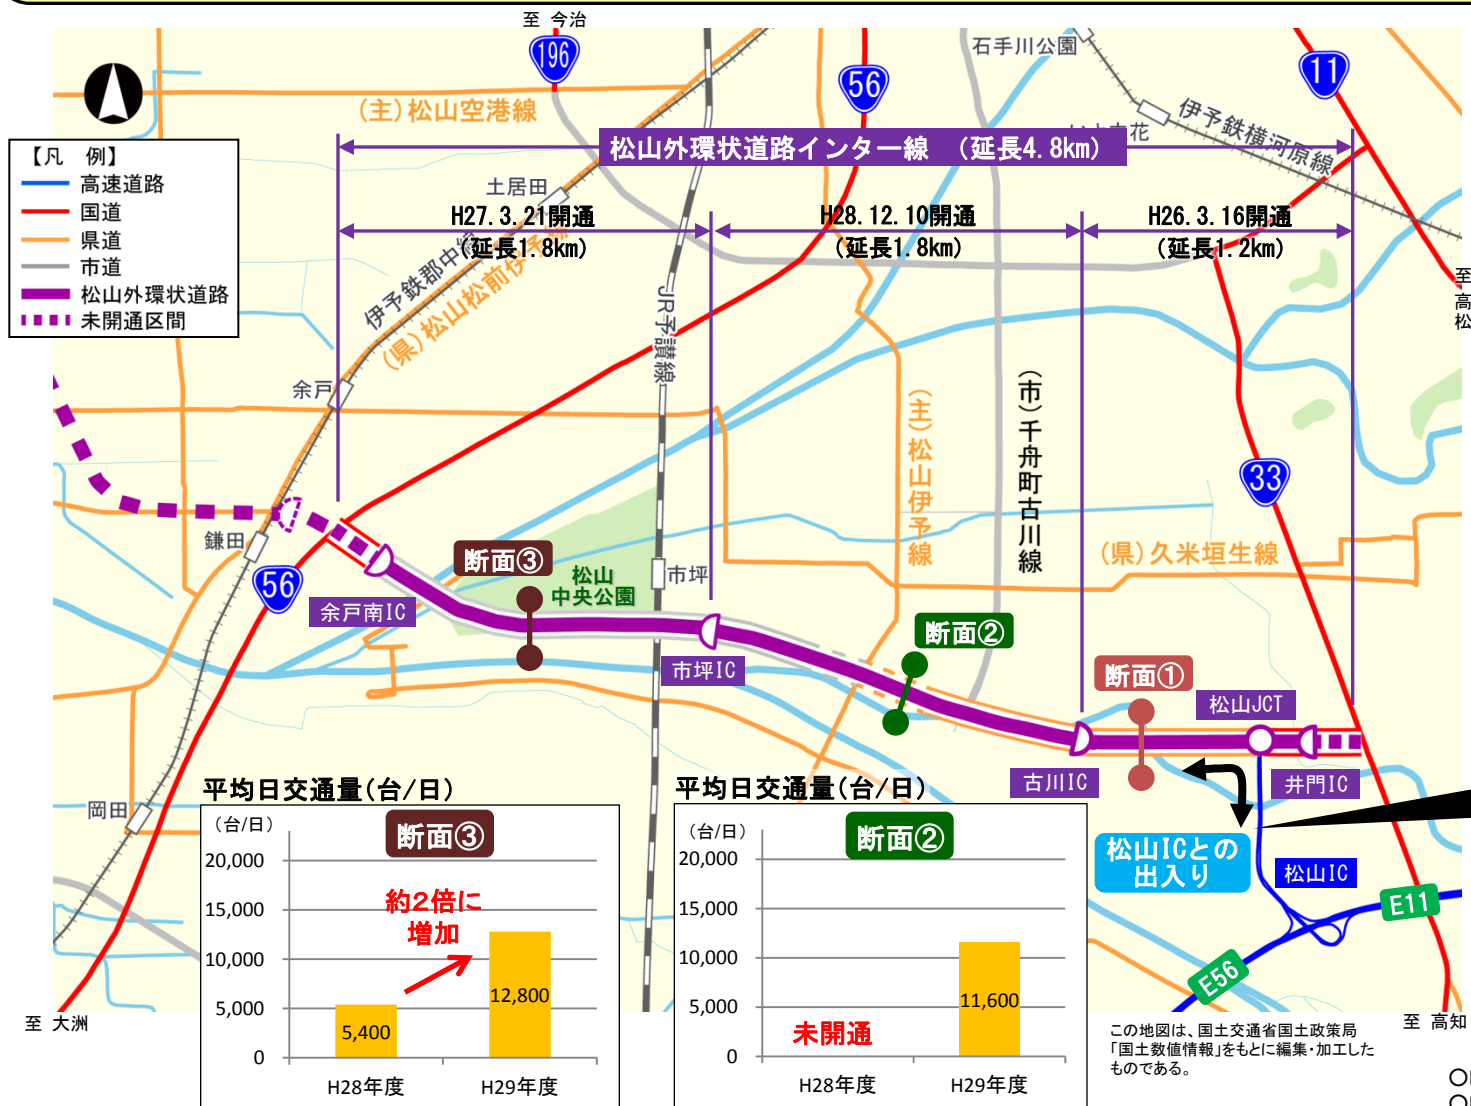 至 今治
196
56
石手川公園
11
(主)松山空港線
伊予鉄横河原線
花
松山外環状道路インター線 (延長4.8km)
【凡 例】
高速道路
国道
県道
市道
松山外環状道路
未開通区間
土居田
H27.3.21開通
(延長1.8km)
H28.12.10開通
(延長1.8km)
H26.3.16開通
(延長1.2km)
伊予鉄郡中線
(県)松山松前伊予線
JR予讃線
至
高
松
余戸
(主)松山伊予線
(市)千舟町古川線
33
鎌田
56
断面③
松山
中央公園
市坪
(県)久米垣生線
余戸南IC
断面②
市坪IC
断面①
松山JCT
古川IC
井門IC
岡田
松山ICとの
出入り
松山IC
E11
E56
平均日交通量(台/日)
(台/日)
断面③
20,000
15,000
10,000
5,000
0
約2倍に
増加
5,400
12,800
H28年度
H29年度
平均日交通量(台/日)
(台/日)
断面②
20,000
15,000
10,000
5,000
0
未開通
11,600
H28年度
H29年度
至 大洲
至 高知
この地図は、国土交通省国土政策局
「国土数値情報」をもとに編集・加工した
ものである。